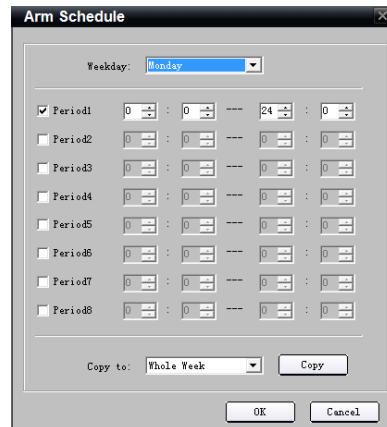 Arm Schedule
Weekday: Monday
Period1 0 : 0 --- 24 : 0
Period2 0 : 0 --- 0 : 0
Period3 0 : 0 --- 0 : 0
Period4 0 : 0 --- 0 : 0
Period5 0 : 0 --- 0 : 0
Period6 0 : 0 --- 0 : 0
Period7 0 : 0 --- 0 : 0
Period8 0 : 0 --- 0 : 0
Copy to: Whole Week Copy
OK Cancel